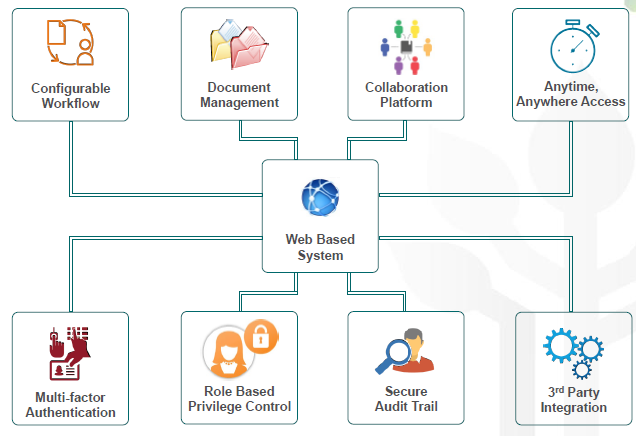 Configurable
Workflow
Document
Management
Collaboration
Platform
Anytime,
Anywhere Access
Web Based
System
Multi-factor
Authentication
Role Based
Privilege Control
Secure
Audit Trail
3rd Party
Integration